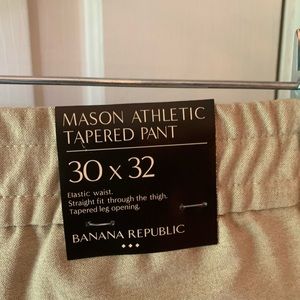 MASON ATHLETIC
TAPERED PANT
30 x 32
Elastic waist.
Straight fit through the thigh.
Tapered leg opening.
BANANA REPUBLIC